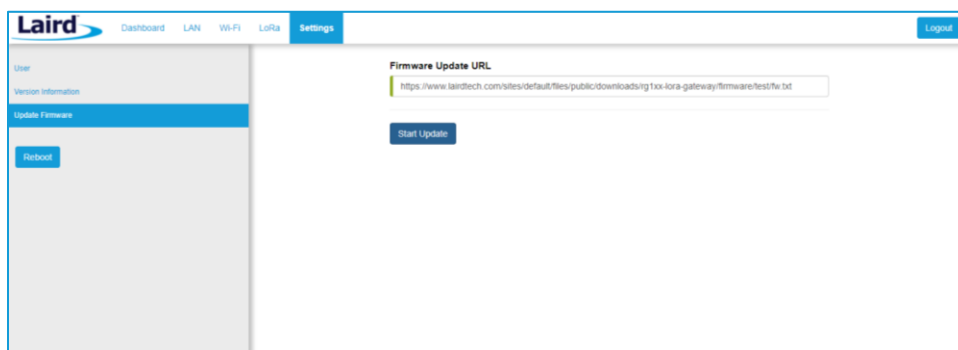 Laird
Dashboard LAN Wi-Fi LoRa Settings Logout
User
Version Information
Update Firmware
Reboot
Firmware Update URL
https://www.lairdtech.com/sites/default/files/public/downloads/rg1xx-lora-gateway/firmware/test/fw.txt
Start Update